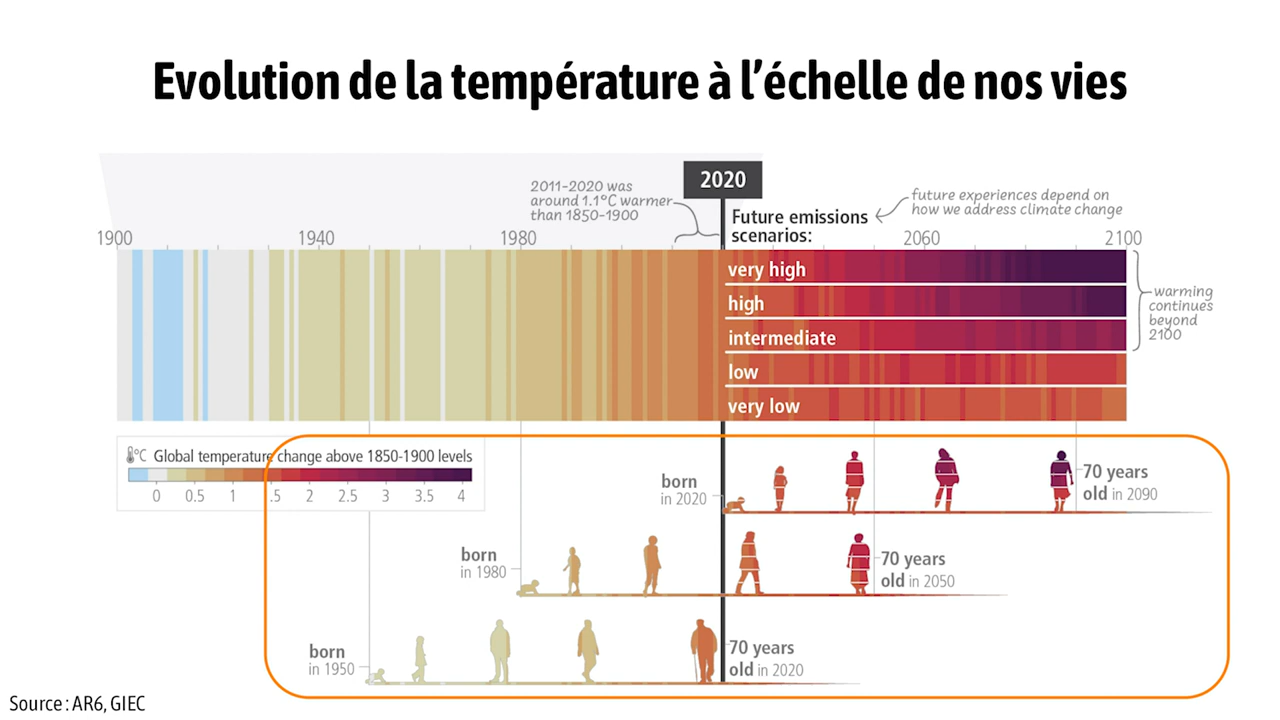 Evolution de la température à l'échelle de nos vies
2011-2020 was
around 1.1°C warmer
than 1850-1900
2020
future experiences depend on
how we address climate change
Future emissions
scenarios:
1900
1940
1980
2060
2100
very high
high
intermediate
low
very low
warming
continues
beyond
2100
°C Global temperature change above 1850-1900 levels
0 0.5 1 .5 2 2.5 3 3.5 4
born
in 2020
70 years
old in 2090
born
in 1980
70 years
old in 2050
born
in 1950
70 years
old in 2020
Source : AR6, GIEC